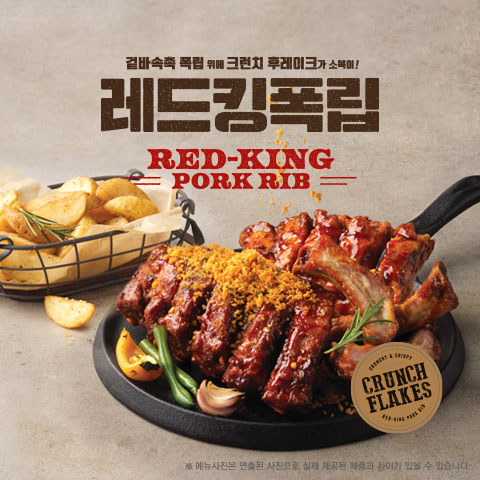 겉바속촉 폭립 위에 크런치 후레이크가 소복이!
레드킹폭립
RED-KING
PORK RIB
CRUNCHY & CRISPY
CRUNCH
FLAKES
RED-KING PORK RIB
※ 메뉴사진은 연출된 사진으로 실제 제공된 제품과 차이가 있을 수 있습니다.